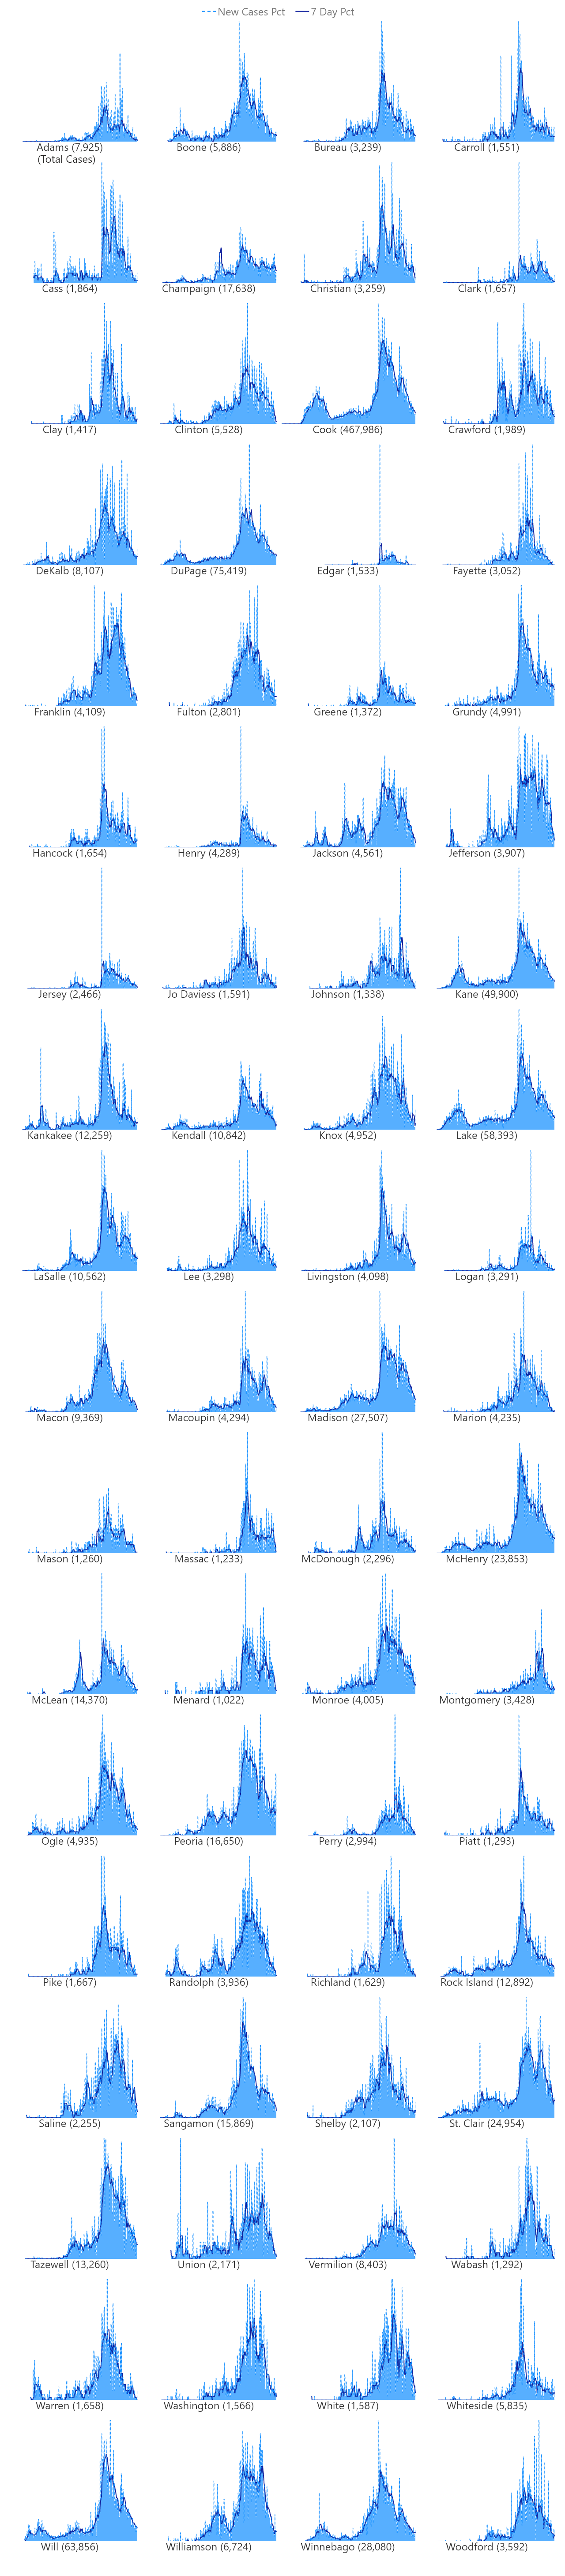 New Cases Pct 7 Day Pct
Adams (7,925) Boone (5,886) Bureau (3,239) Carroll (1,551)
(Total Cases)
Cass (1,864) Champaign (17,638) Christian (3,259) Clark (1,657)
Clay (1,417) Clinton (5,528) Cook (467,986) Crawford (1,989)
DeKalb (8,107) DuPage (75,419) Edgar (1,533) Fayette (3,052)
Franklin (4,109) Fulton (2,801) Greene (1,372) Grundy (4,991)
Hancock (1,654) Henry (4,289) Jackson (4,561) Jefferson (3,907)
Jersey (2,466) Jo Daviess (1,591) Johnson (1,338) Kane (49,900)
Kankakee (12,259) Kendall (10,842) Knox (4,952) Lake (58,393)
LaSalle (10,562) Lee (3,298) Livingston (4,098) Logan (3,291)
Macon (9,369) Macoupin (4,294) Madison (27,507) Marion (4,235)
Mason (1,260) Massac (1,233) McDonough (2,296) McHenry (23,853)
McLean (14,370) Menard (1,022) Monroe (4,005) Montgomery (3,428)
Ogle (4,935) Peoria (16,650) Perry (2,994) Piatt (1,293)
Pike (1,667) Randolph (3,936) Richland (1,629) Rock Island (12,892)
Saline (2,255) Sangamon (15,869) Shelby (2,107) St. Clair (24,954)
Tazewell (13,260) Union (2,171) Vermilion (8,403) Wabash (1,292)
Warren (1,658) Washington (1,566) White (1,587) Whiteside (5,835)
Will (63,856) Williamson (6,724) Winnebago (28,080) Woodford (3,592)